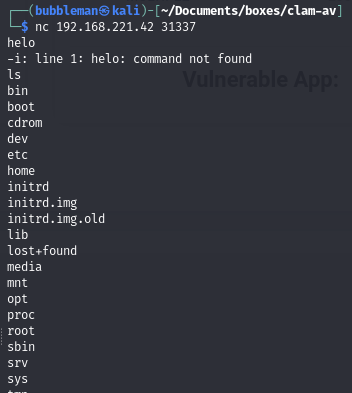 ┌──(bubbleman㉿kali)-[~/Documents/boxes/clam-av]
└─$ nc 192.168.221.42 31337
helo
-i: line 1: helo: command not found
ls
Vulnerable App:
bin
boot
cdrom
dev
etc
home
initrd
initrd.img
initrd.img.old
lib
lost+found
media
mnt
opt
proc
root
sbin
srv
sys
tmp